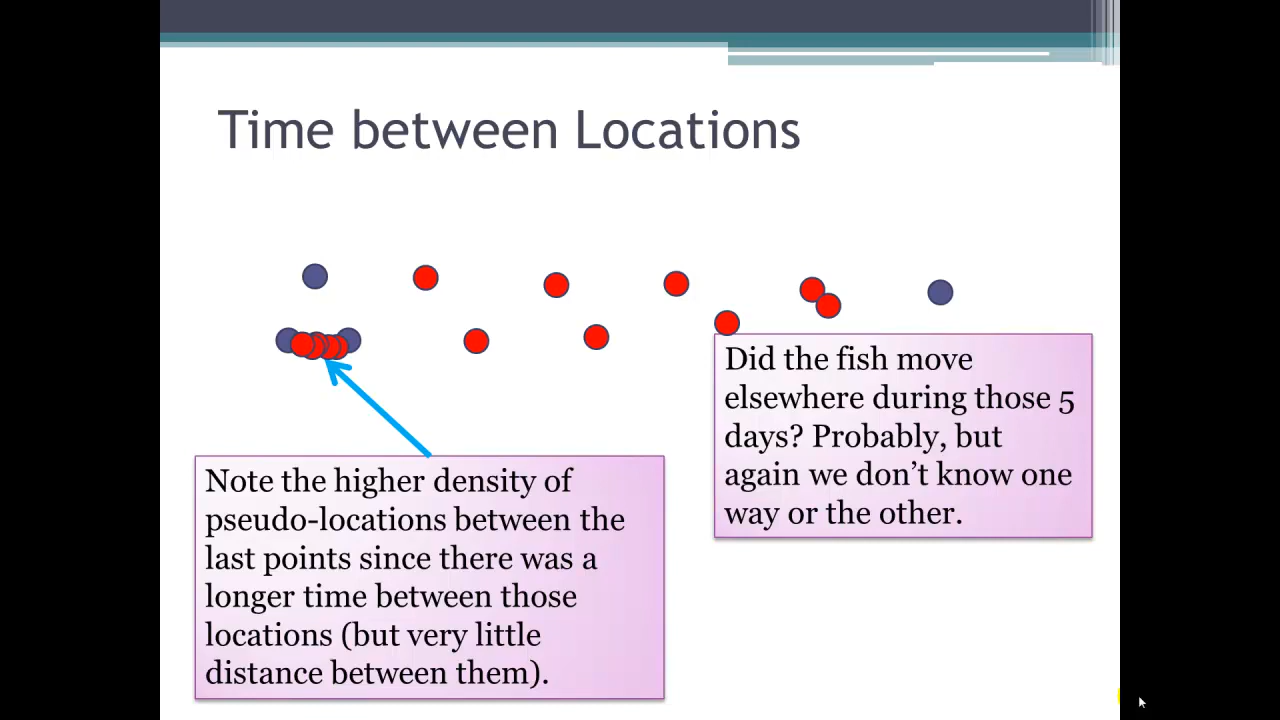 Time between Locations
Did the fish move
elsewhere during those 5
days? Probably, but
again we don’t know one
way or the other.
Note the higher density of
pseudo-locations between the
last points since there was a
longer time between those
locations (but very little
distance between them).